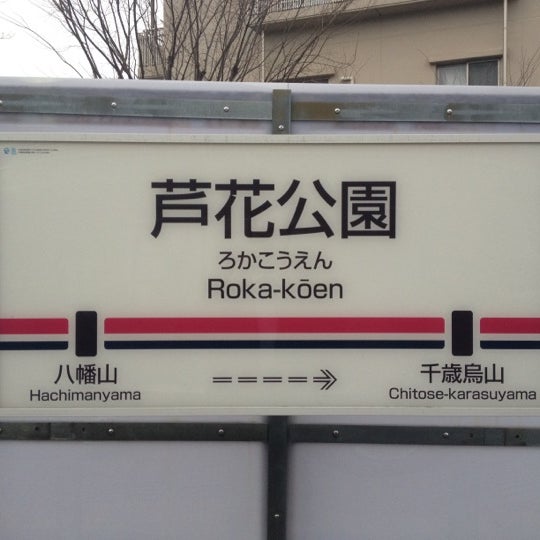 芦花公園
ろかこうえん
Roka-kōen
八幡山
Hachimanyama
千歳烏山
Chitose-karasuyama